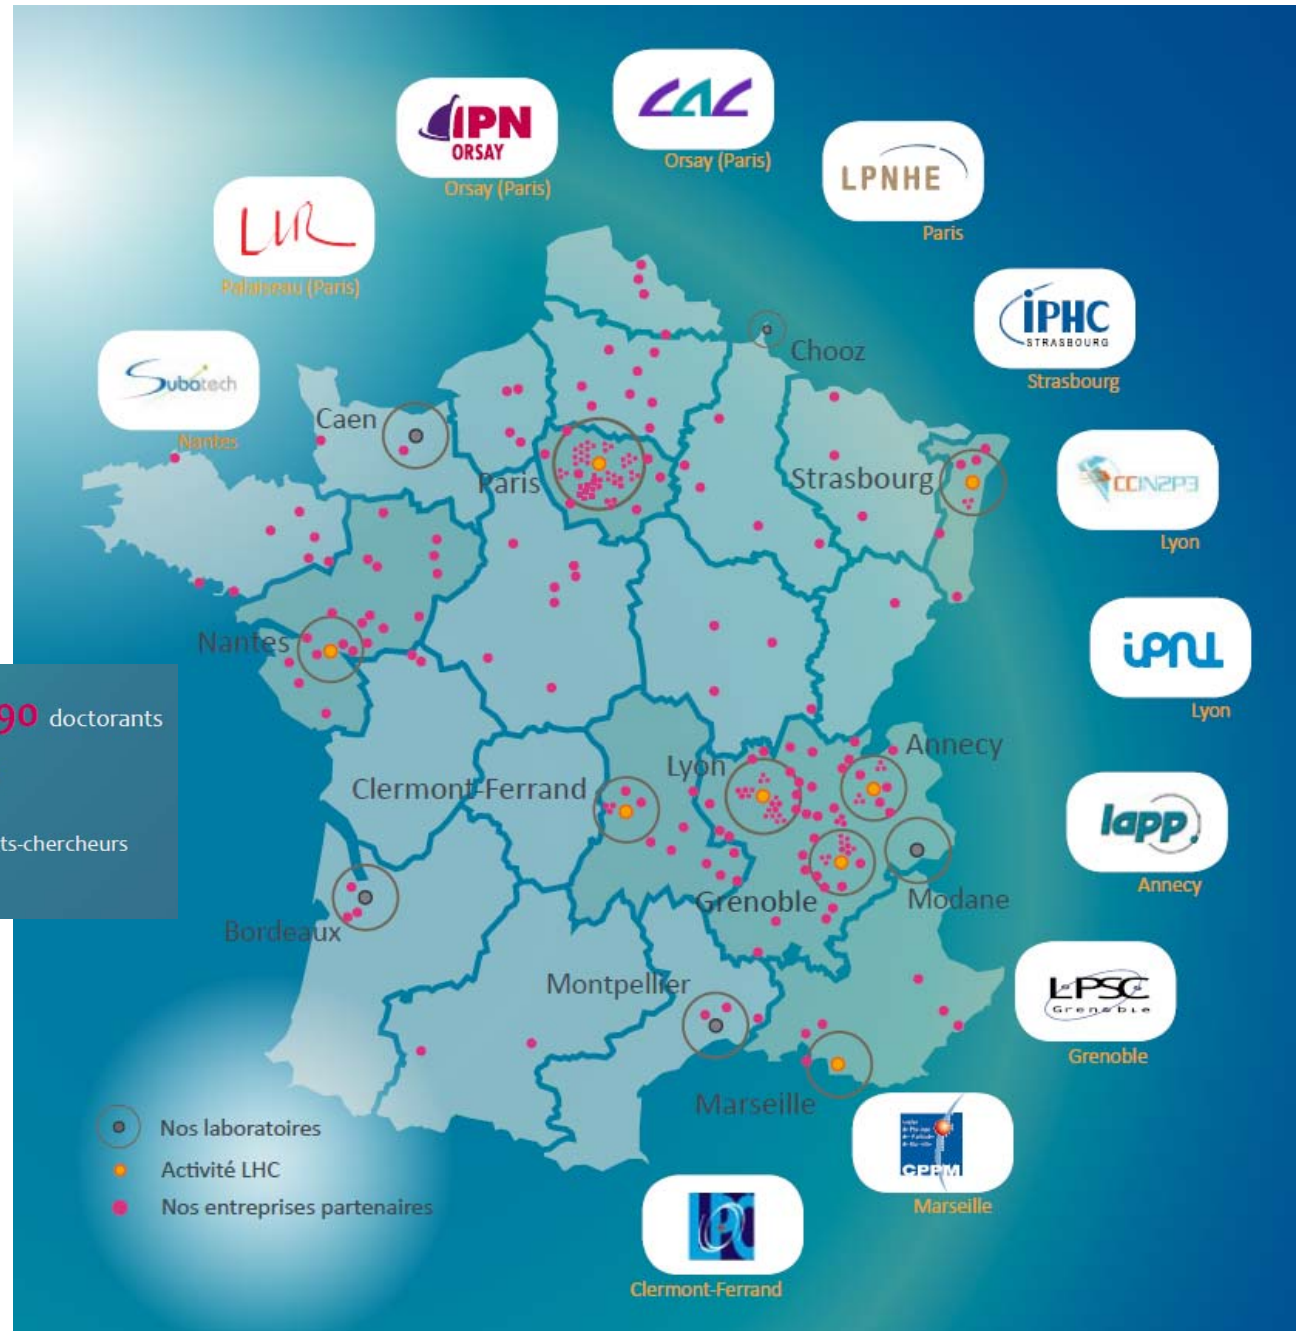 LAL
Orsay (Paris)
IPN
ORSAY
Orsay (Paris)
LPNHE
Paris
LLR
Palaiseau (Paris)
IPHC
STRASBOURG
Strasbourg
Subatech
Nantes
CCIN2P3
Lyon
ipnl
Lyon
lapp
Annecy
LPSC
Grenoble
Grenoble
CPPM
Marseille
LPC
Clermont-Ferrand
Chooz
Caen
Paris
Strasbourg
Nantes
90 doctorants
ts-chercheurs
Annecy
Lyon
Clermont-Ferrand
Grenoble
Modane
Bordeaux
Montpellier
Marseille
Nos laboratoires
Activité LHC
Nos entreprises partenaires